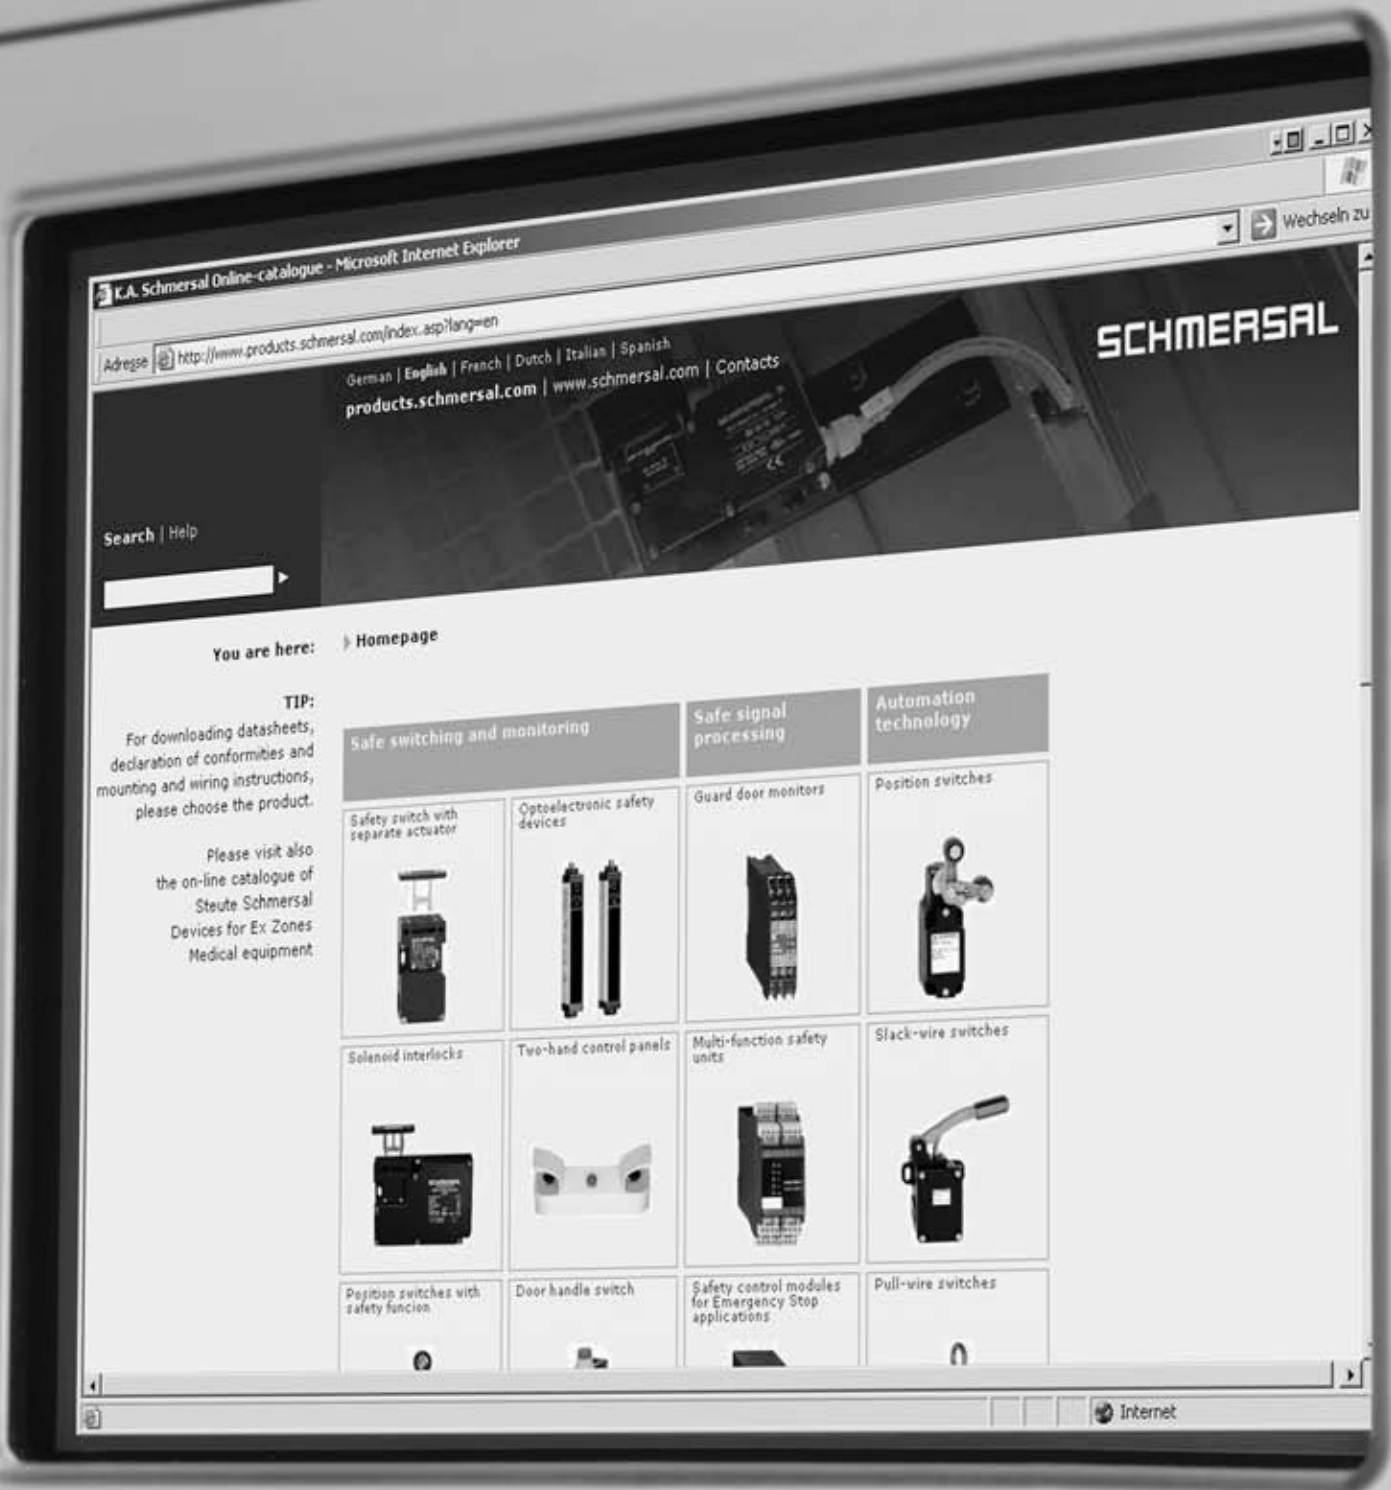 K.A. Schmersal Online-catalogue - Microsoft Internet Explorer
Wechseln zu
Adresse http://www.products.schmersal.com/index.asp?lang=en
German | English | French | Dutch | Italian | Spanish
products.schmersal.com | www.schmersal.com | Contacts
SCHMERSAL
Search | Help
You are here:
Homepage
TIP:
For downloading datasheets,
declaration of conformities and
mounting and wiring instructions,
please choose the product.
Please visit also
the on-line catalogue of
Steute Schmersal
Devices for Ex Zones
Medical equipment
Safe switching and monitoring
Safe signal
processing
Automation
technology
Safety switch with
separate actuator
Optoelectronic safety
devices
Guard door monitors
Position switches
Solenoid interlocks
Two-hand control panels
Multi-function safety
units
Slack-wire switches
Position switches with
safety funcion
Door handle switch
Safety control modules
for Emergency Stop
applications
Pull-wire switches
Internet